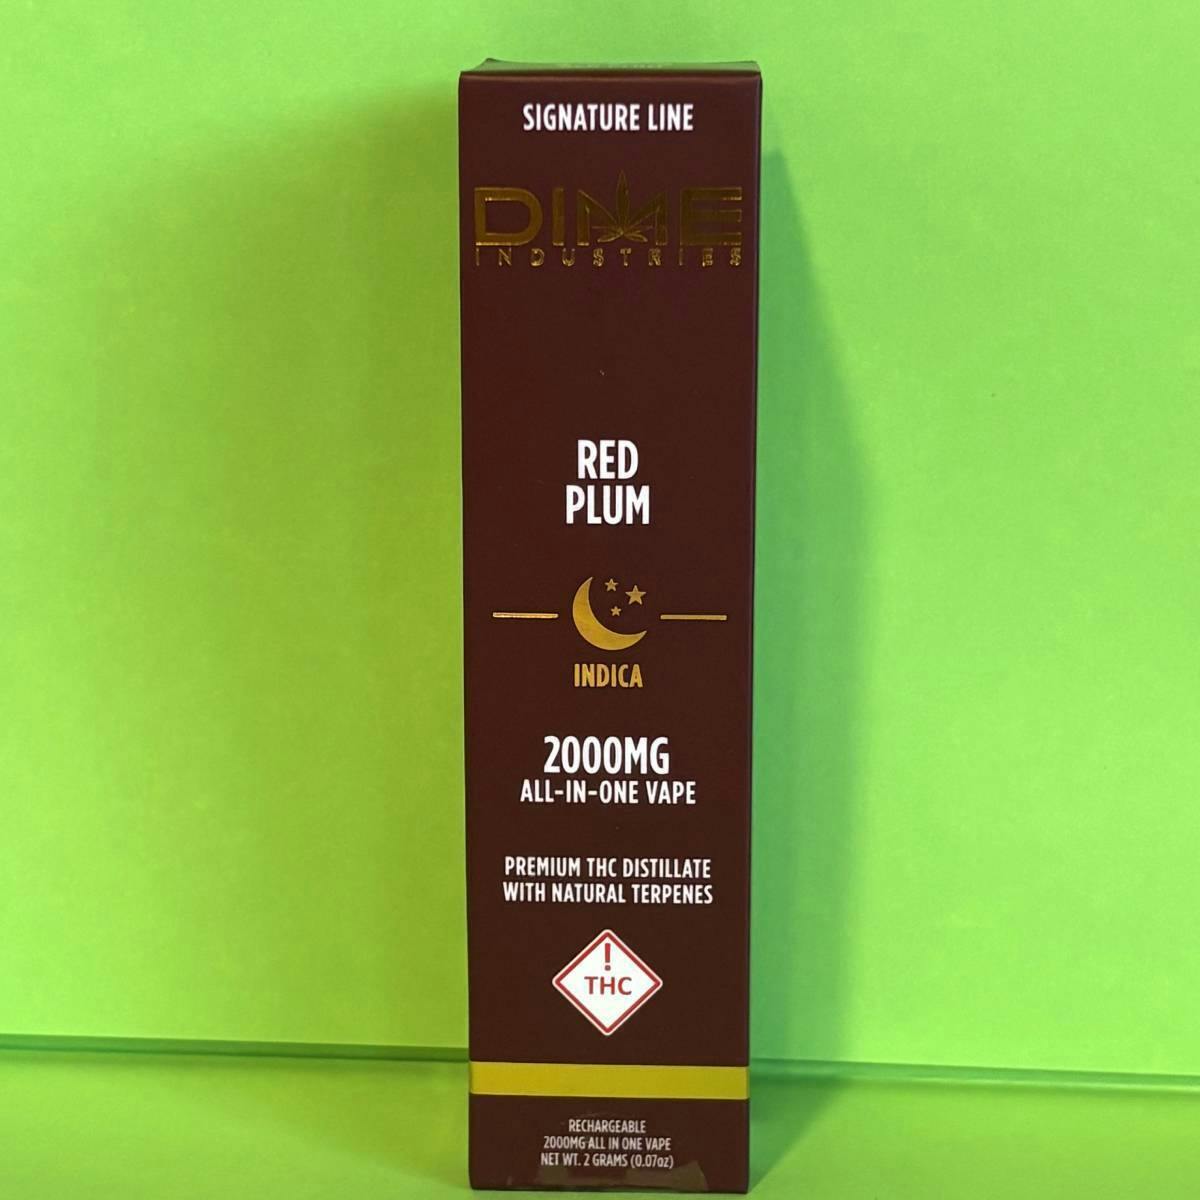 SIGNATURE LINE
DIME
INDUSTRIES
RED
PLUM
INDICA
2000MG
ALL-IN-ONE VAPE
PREMIUM THC DISTILLATE
WITH NATURAL TERPENES
!
THC
RECHARGEABLE
2000MG ALL IN ONE VAPE
NET WT. 2 GRAMS (0.07oz)